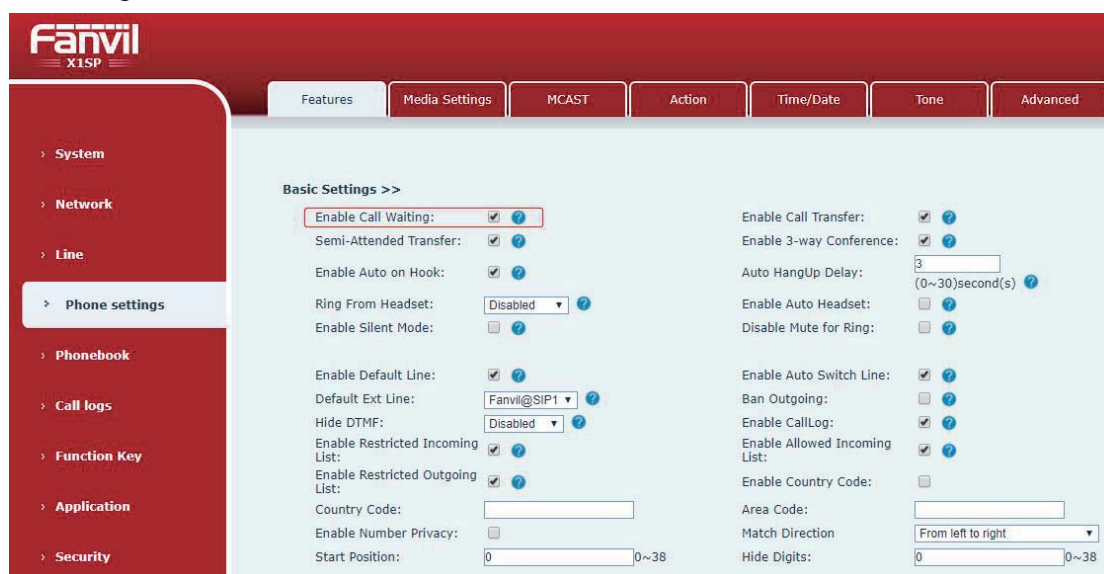 Fanvil
X1SP
Features Media Settings MCAST Action Time/Date Tone Advanced
› System
› Network
› Line
› Phone settings
› Phonebook
› Call logs
› Function Key
› Application
› Security
Basic Settings >>
Enable Call Waiting: ? Enable Call Transfer: ?
Semi-Attended Transfer: ? Enable 3-way Conference: ?
Enable Auto on Hook: ? Auto HangUp Delay: 3
(0~30)second(s) ?
Ring From Headset: Disabled ? Enable Auto Headset: ?
Enable Silent Mode: ? Disable Mute for Ring: ?
Enable Default Line: ? Enable Auto Switch Line: ?
Default Ext Line: Fanvil@SIP1 ? Ban Outgoing: ?
Hide DTMF: Disabled ? Enable CallLog: ?
Enable Restricted Incoming List: ? Enable Allowed Incoming List: ?
Enable Restricted Outgoing List: ? Enable Country Code:
Country Code: Area Code:
Enable Number Privacy: Match Direction From left to right
Start Position: 0 0~38 Hide Digits: 0 0~38